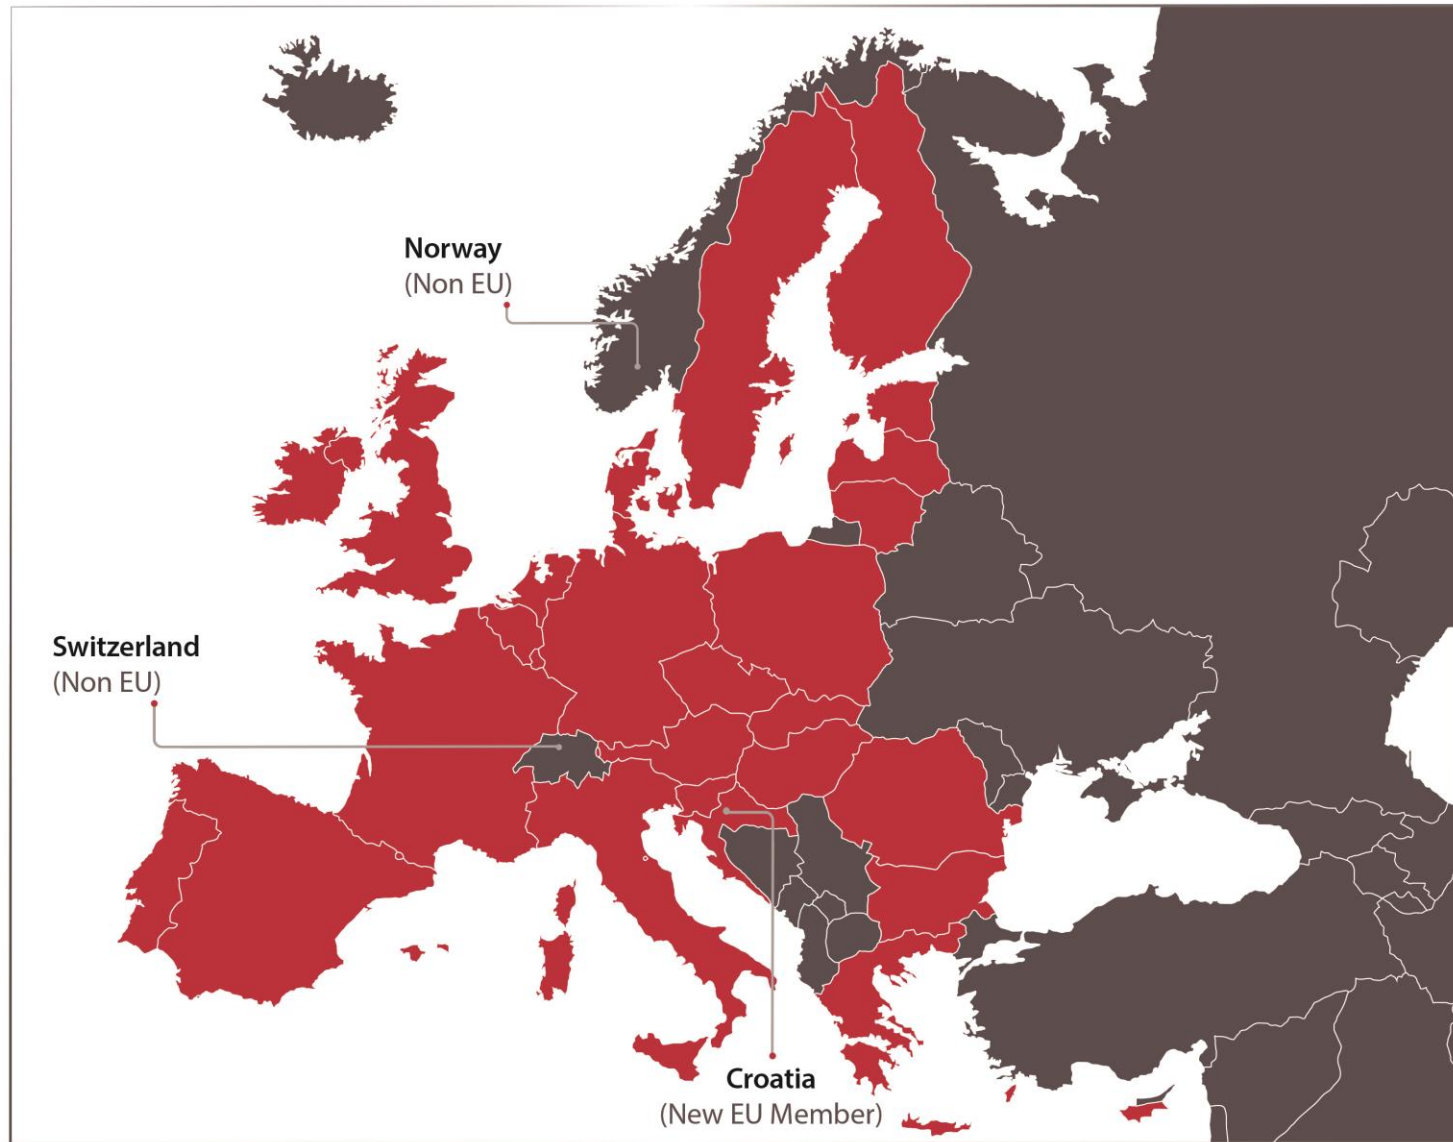 Norway
(Non EU)
Switzerland
(Non EU)
Croatia
(New EU Member)